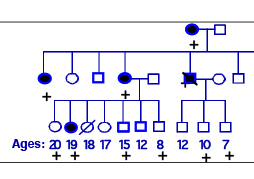 +
+ +
Ages: 20 19 18 17 15 12 8 12 10 7
+ + + + + +